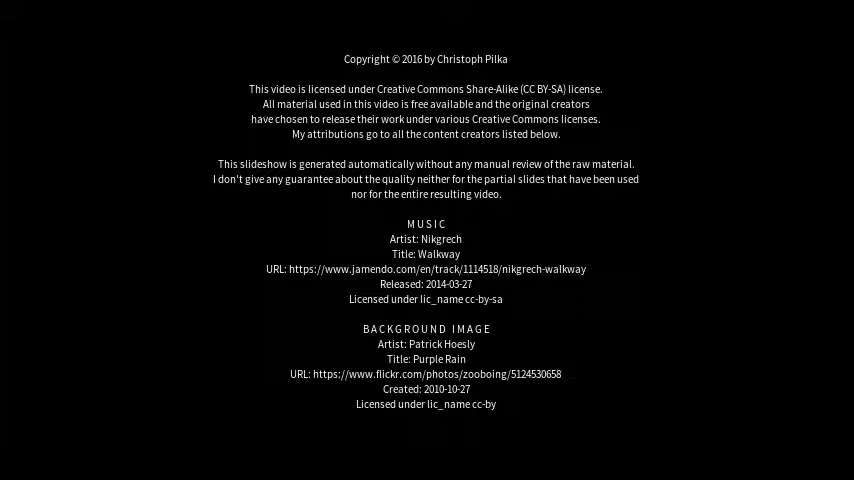 Copyright © 2016 by Christoph Pilka
This video is licensed under Creative Commons Share-Alike (CC BY-SA) license.
All material used in this video is free available and the original creators
have chosen to release their work under various Creative Commons licenses.
My attributions go to all the content creators listed below.
This slideshow is generated automatically without any manual review of the raw material.
I don't give any guarantee about the quality neither for the partial slides that have been used
nor for the entire resulting video.
MUSIC
Artist: Nikgrech
Title: Walkway
URL: https://www.jamendo.com/en/track/1114518/nikgrech-walkway
Released: 2014-03-27
Licensed under lic_name cc-by-sa
BACKGROUND IMAGE
Artist: Patrick Hoesly
Title: Purple Rain
URL: https://www.flickr.com/photos/zooboing/5124530658
Created: 2010-10-27
Licensed under lic_name cc-by